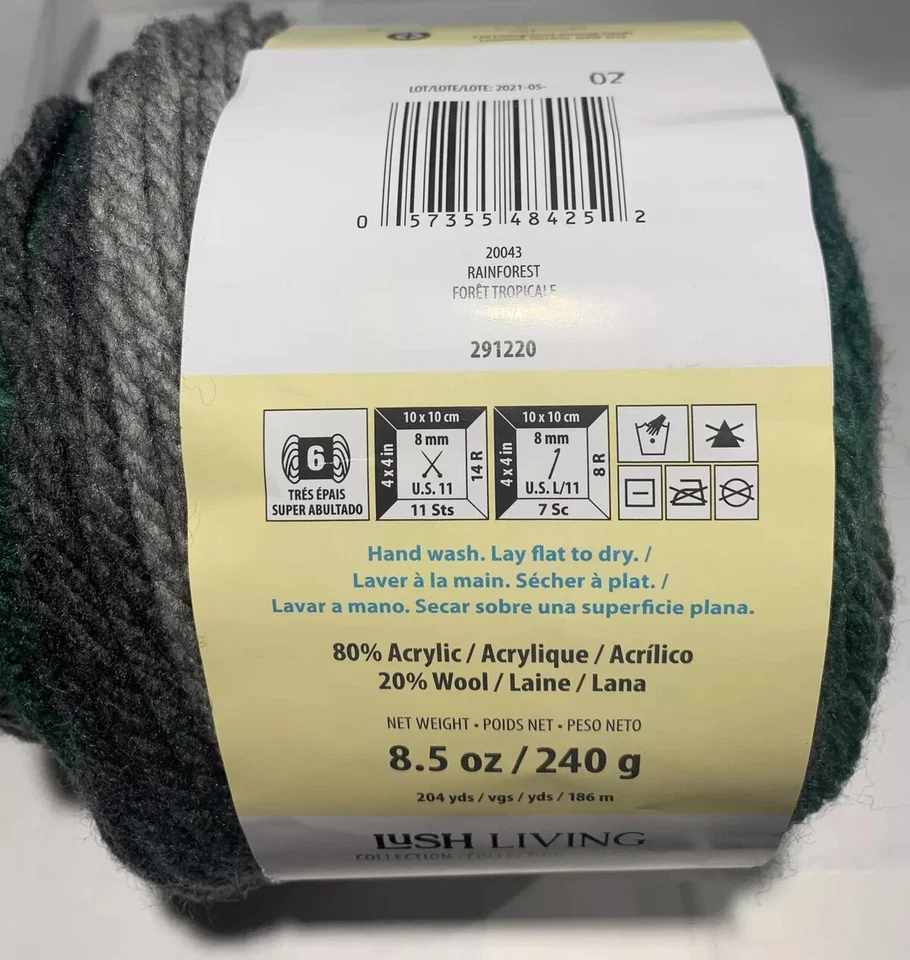 LOT/LOTE/LOTE: 2021-05-
02
0 57355 48425 2
20043
RAINFOREST
FORÊT TROPICALE
SELVA
291220
6
TRÉS ÉPAIS
SUPER ABULTADO
10 x 10 cm
4 x 4 in
8 mm
U.S. 11
14 R
11 Sts
10 x 10 cm
4 x 4 in
8 mm
U.S. L/11
8 R
7 Sc
Hand wash. Lay flat to dry. /
Laver à la main. Sécher à plat. /
Lavar a mano. Secar sobre una superficie plana.
80% Acrylic / Acrylique / Acrílico
20% Wool / Laine / Lana
NET WEIGHT • POIDS NET • PESO NETO
8.5 oz / 240 g
204 yds / vgs / yds / 186 m
LUSH LIVING
COLLECTION